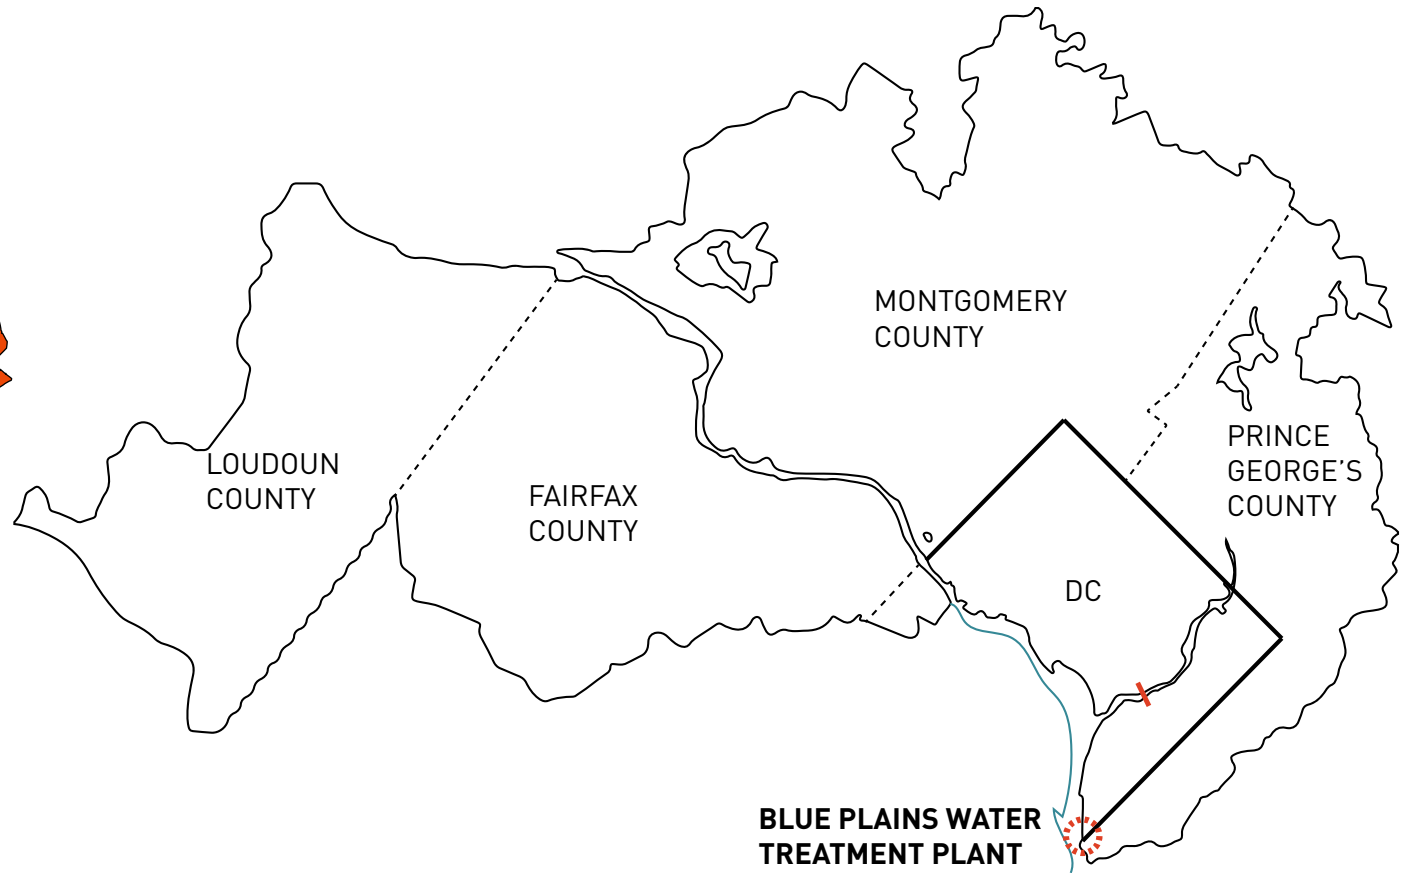 MONTGOMERY
COUNTY
PRINCE
GEORGE'S
COUNTY
LOUDOUN
COUNTY
FAIRFAX
COUNTY
DC
BLUE PLAINS WATER
TREATMENT PLANT